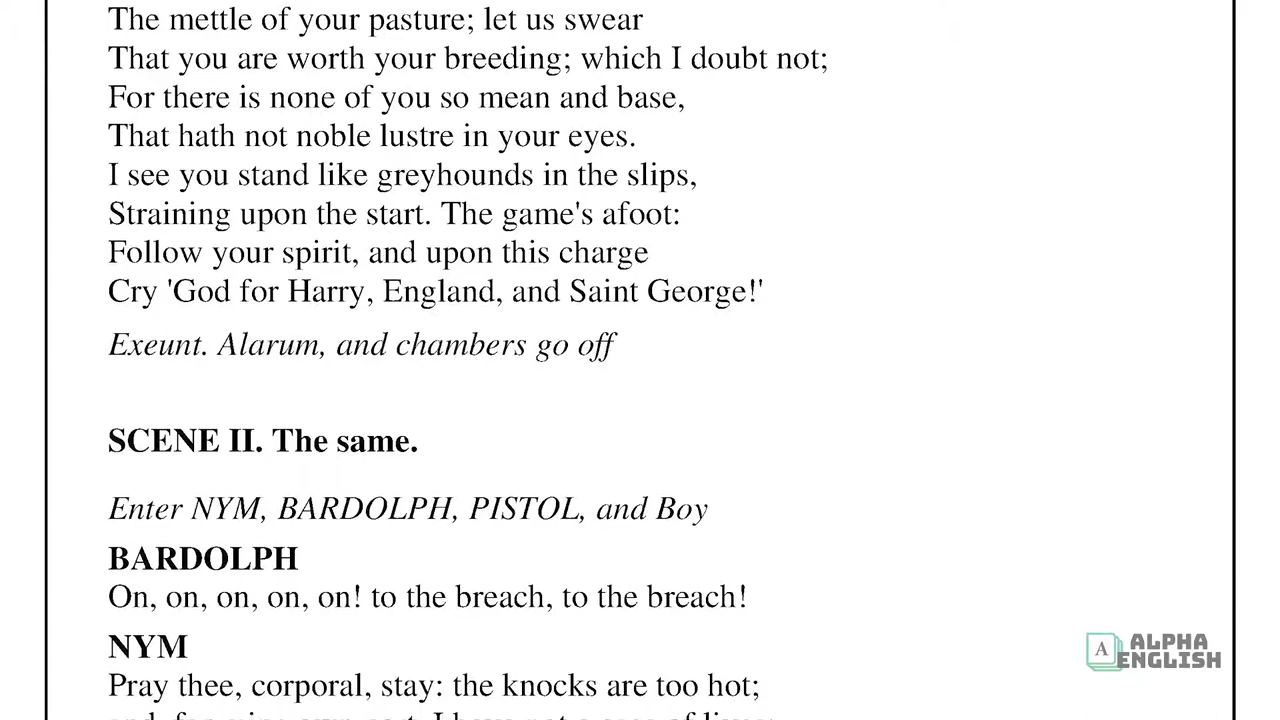 The mettle of your pasture; let us swear
That you are worth your breeding; which I doubt not;
For there is none of you so mean and base,
That hath not noble lustre in your eyes.
I see you stand like greyhounds in the slips,
Straining upon the start. The game's afoot:
Follow your spirit, and upon this charge
Cry 'God for Harry, England, and Saint George!'
Exeunt. Alarum, and chambers go off
SCENE II. The same.
Enter NYM, BARDOLPH, PISTOL, and Boy
BARDOLPH
On, on, on, on, on! to the breach, to the breach!
NYM
Pray thee, corporal, stay: the knocks are too hot;
A ALPHA
ENGLISH